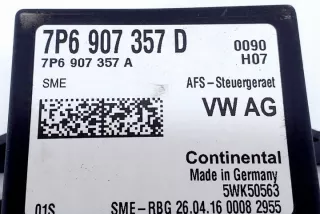 7P6 907 357 D 0090
7P6 907 357 A H07
SME AFS-Steuergeraet
VW AG
Continental
Made in Germany
5WK50563
01S SME-RBG 26.04.16 0008 2955